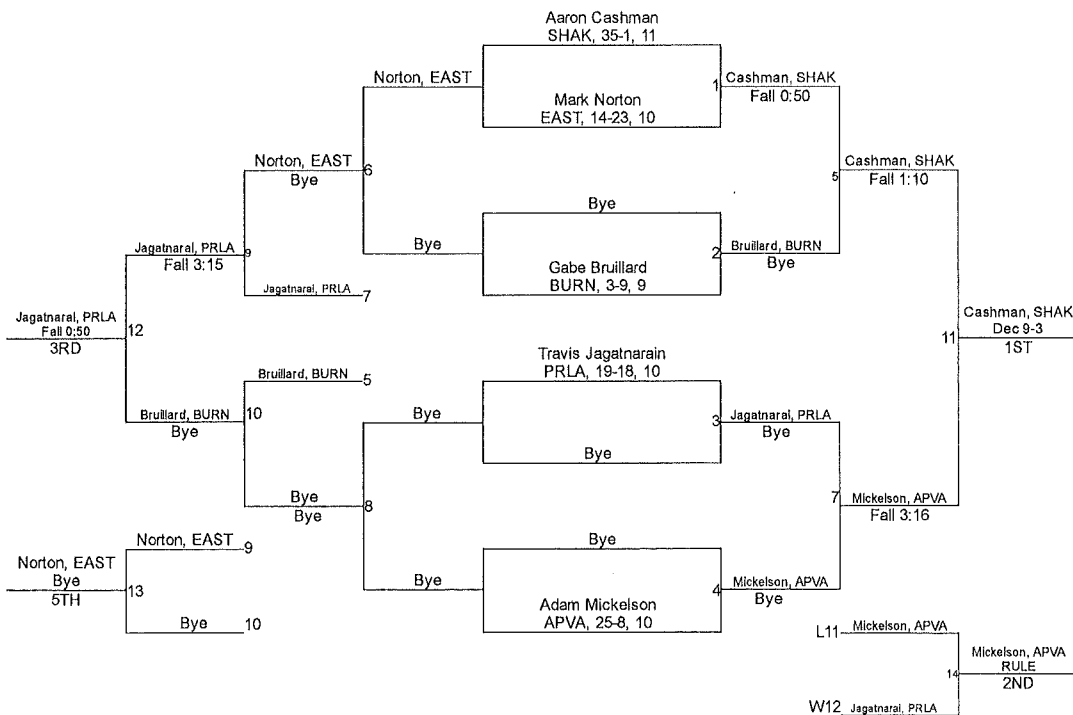 Aaron Cashman
SHAK, 35-1, 11
Norton, EAST
1
Cashman, SHAK
Fall 0:50
Mark Norton
EAST, 14-23, 10
Norton, EAST
Bye
6
Cashman, SHAK
Fall 1:10
5
Bye
Bye
2
Bruillard, BURN
Bye
Jagatnarai, PRLA
Fall 3:15
9
Gabe Bruillard
BURN, 3-9, 9
Jagatnarai, PRLA
7
Jagatnarai, PRLA
Fall 0:50
3RD
12
Cashman, SHAK
Dec 9-3
1ST
11
Travis Jagatnarain
PRLA, 19-18, 10
Bruillard, BURN
5
Bruillard, BURN
Bye
10
Bye
3
Jagatnarai, PRLA
Bye
Bye
Bye
Bye
8
7
Mickelson, APVA
Fall 3:16
Norton, EAST
9
Bye
Norton, EAST
Bye
5TH
13
Bye
4
Mickelson, APVA
Bye
Adam Mickelson
APVA, 25-8, 10
Bye
10
L11
Mickelson, APVA
Mickelson, APVA
RULE
2ND
14
W12
Jagatnarai, PRLA